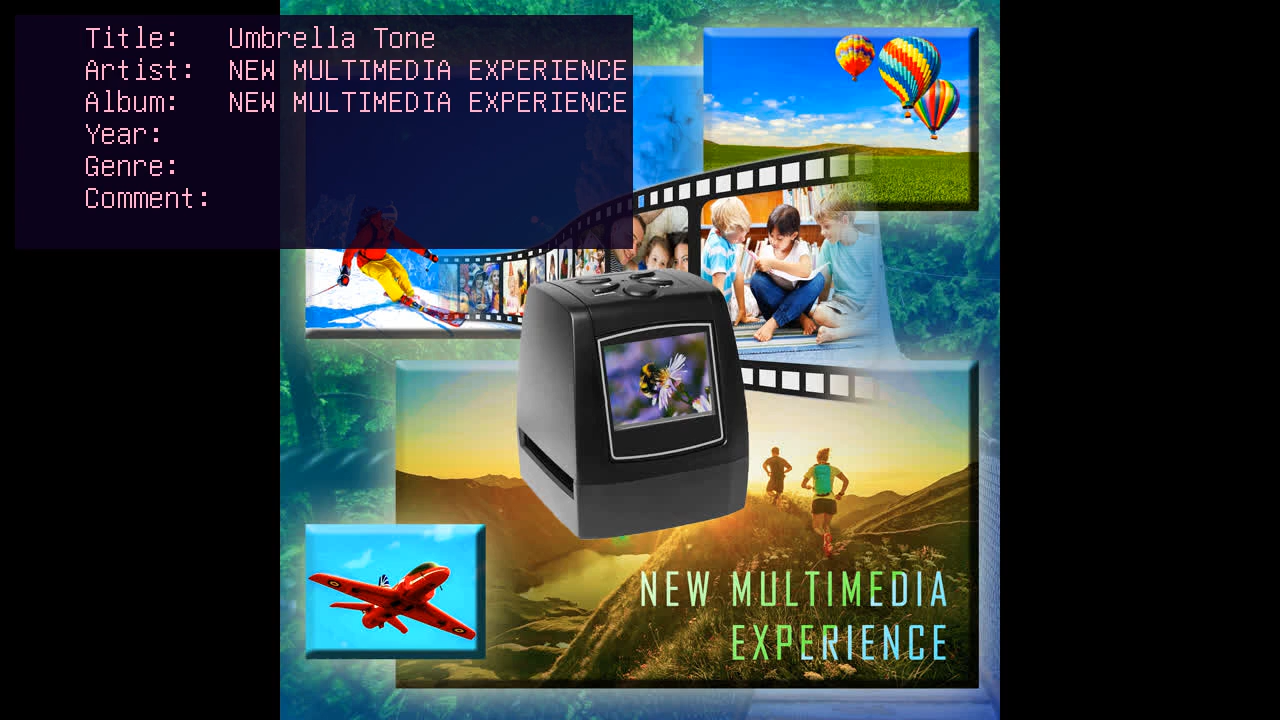 Title: Umbrella Tone
Artist: NEW MULTIMEDIA EXPERIENCE
Album: NEW MULTIMEDIA EXPERIENCE
Year:
Genre:
Comment:
NEW MULTIMEDIA
EXPERIENCE